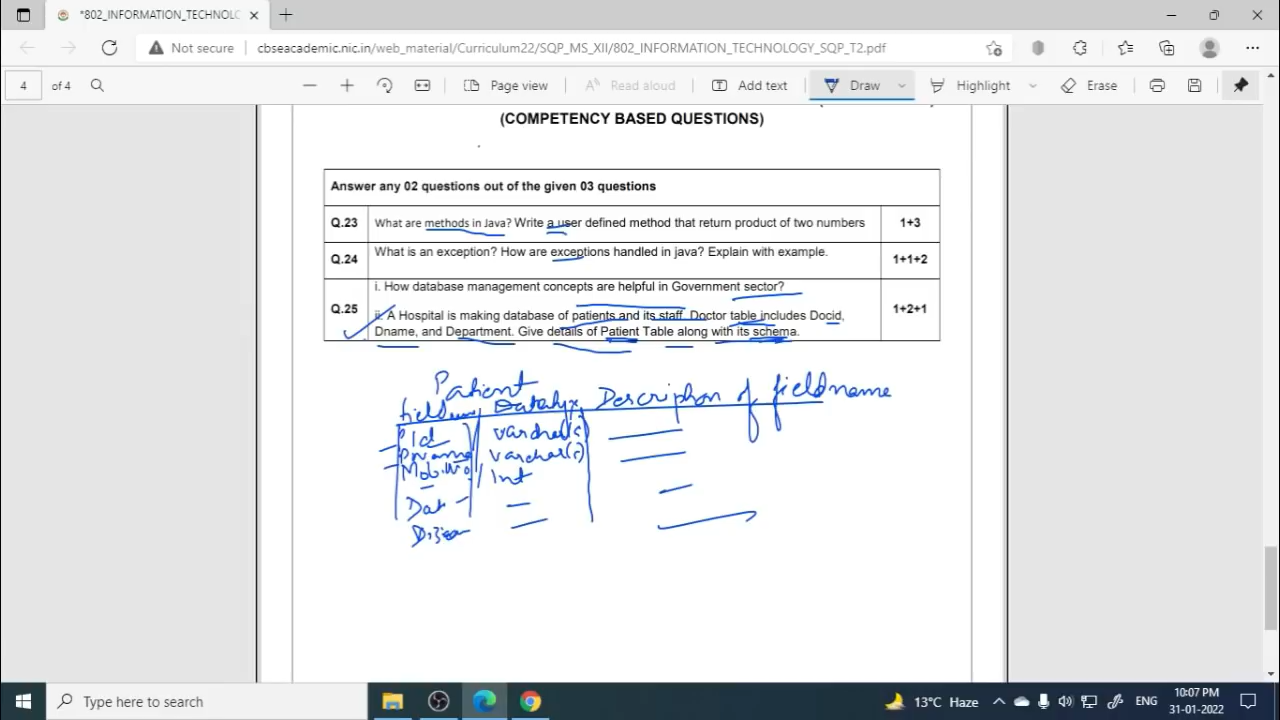 *802_INFORMATION_TECHNOLO
Not secure
cbseacademic.nic.in/web_material/Curriculum22/SQP_MS_XII/802_INFORMATION_TECHNOLOGY_SQP_T2.pdf
4 of 4
Page view
Read aloud
Add text
Draw
Highlight
Erase
(COMPETENCY BASED QUESTIONS)
Answer any 02 questions out of the given 03 questions
Q.23 What are methods in Java? Write a user defined method that return product of two numbers 1+3
Q.24 What is an exception? How are exceptions handled in java? Explain with example. 1+1+2
i. How database management concepts are helpful in Government sector?
Q.25 1+2+1
ii. A Hospital is making database of patients and its staff. Doctor table includes Docid,
Dname, and Department. Give details of Patient Table along with its schema.
Patient
Description of fieldname
PId
varchar( )
varchar( )
Mob.No. Int
Type here to search
13°C Haze
ENG
10:07 PM
31-01-2022